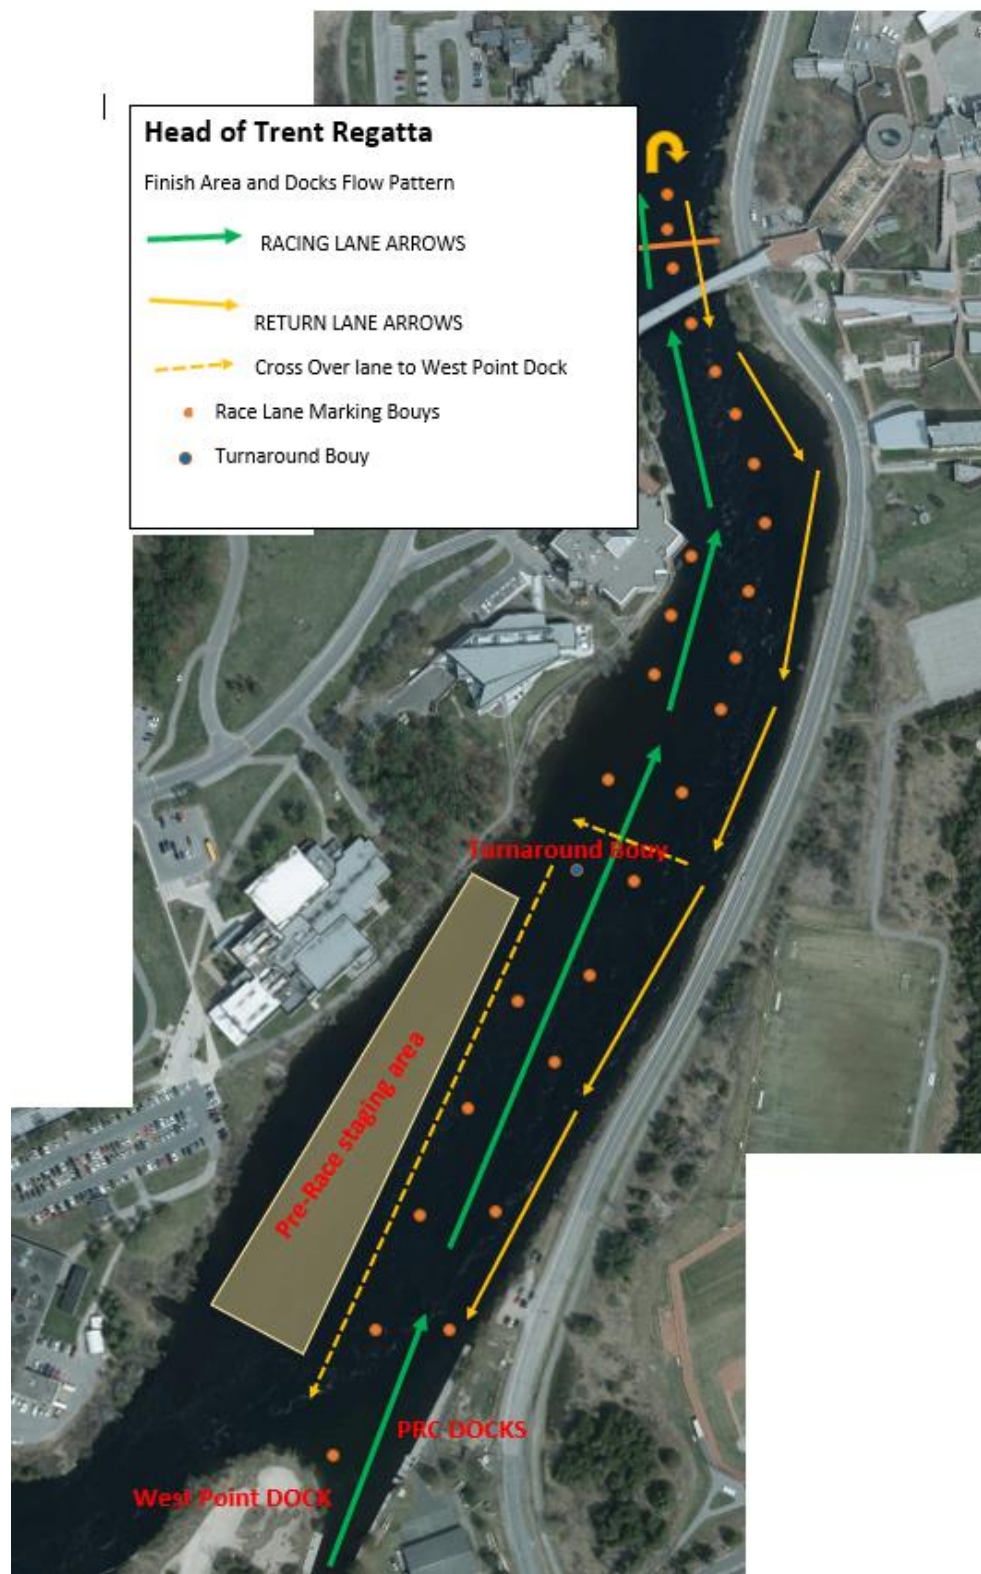 Head of Trent Regatta
Finish Area and Docks Flow Pattern
RACING LANE ARROWS
RETURN LANE ARROWS
Cross Over lane to West Point Dock
Race Lane Marking Bouys
Turnaround Bouy
Turnaround Bouy
Pre-Race staging area
PRC DOCKS
West Point DOCK